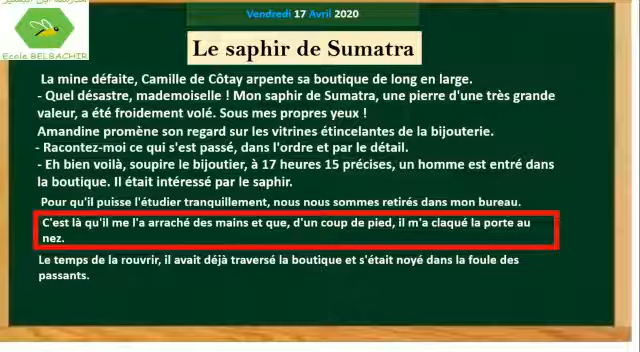 Vendredi 17 Avril 2020
Ecole BELBACHIR
Le saphir de Sumatra
La mine défaite, Camille de Côtay arpente sa boutique de long en large.
- Quel désastre, mademoiselle ! Mon saphir de Sumatra, une pierre d'une très grande
valeur, a été froidement volé. Sous mes propres yeux !
Amandine promène son regard sur les vitrines étincelantes de la bijouterie.
- Racontez-moi ce qui s'est passé, dans l'ordre et par le détail.
- Eh bien voilà, soupire le bijoutier, à 17 heures 15 précises, un homme est entré dans
la boutique. Il était intéressé par le saphir.
Pour qu'il puisse l'étudier tranquillement, nous nous sommes retirés dans mon bureau.
C'est là qu'il me l'a arraché des mains et que, d'un coup de pied, il m'a claqué la porte au
nez.
Le temps de la rouvrir, il avait déjà traversé la boutique et s'était noyé dans la foule des
passants.